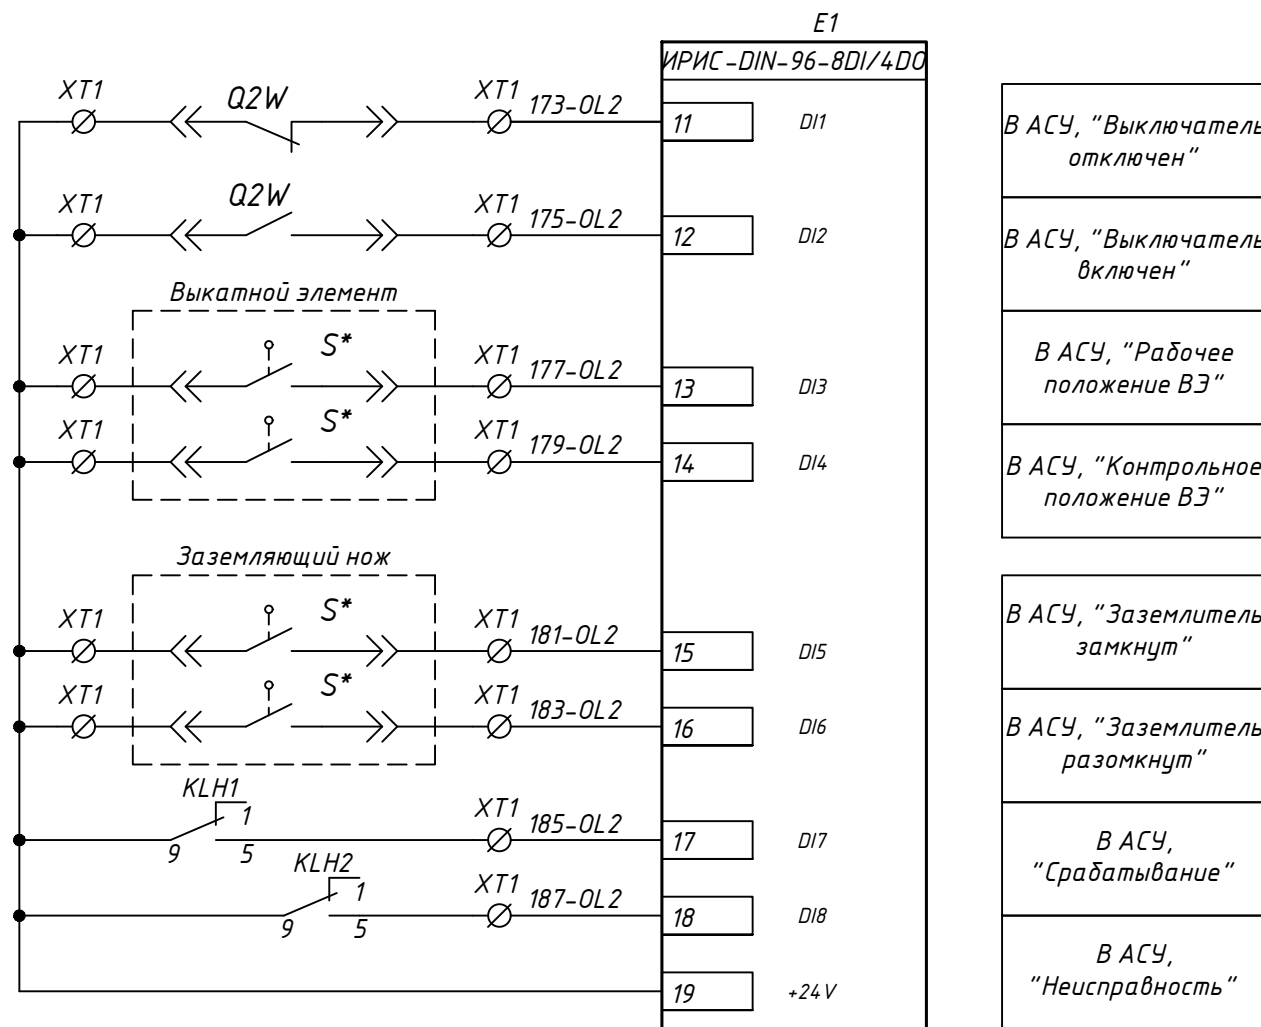 E1
ИРИС-DIN-96-8DI/4DO
XT1 Q2W XT1 173-OL2 11 DI1
В АСУ, "Выключатель
отключен"
XT1 Q2W XT1 175-OL2 12 DI2
В АСУ, "Выключатель
включен"
Выкатной элемент
XT1 S* XT1 177-OL2 13 DI3
В АСУ, "Рабочее
положение ВЭ"
XT1 S* XT1 179-OL2 14 DI4
В АСУ, "Контрольное
положение ВЭ"
Заземляющий нож
XT1 S* XT1 181-OL2 15 DI5
В АСУ, "Заземлитель
замкнут"
XT1 S* XT1 183-OL2 16 DI6
В АСУ, "Заземлитель
разомкнут"
KLH1
1
9 5
XT1 185-OL2 17 DI7
В АСУ,
"Срабатывание"
KLH2
1
9 5
XT1 187-OL2 18 DI8
В АСУ,
"Неисправность"
19 +24V